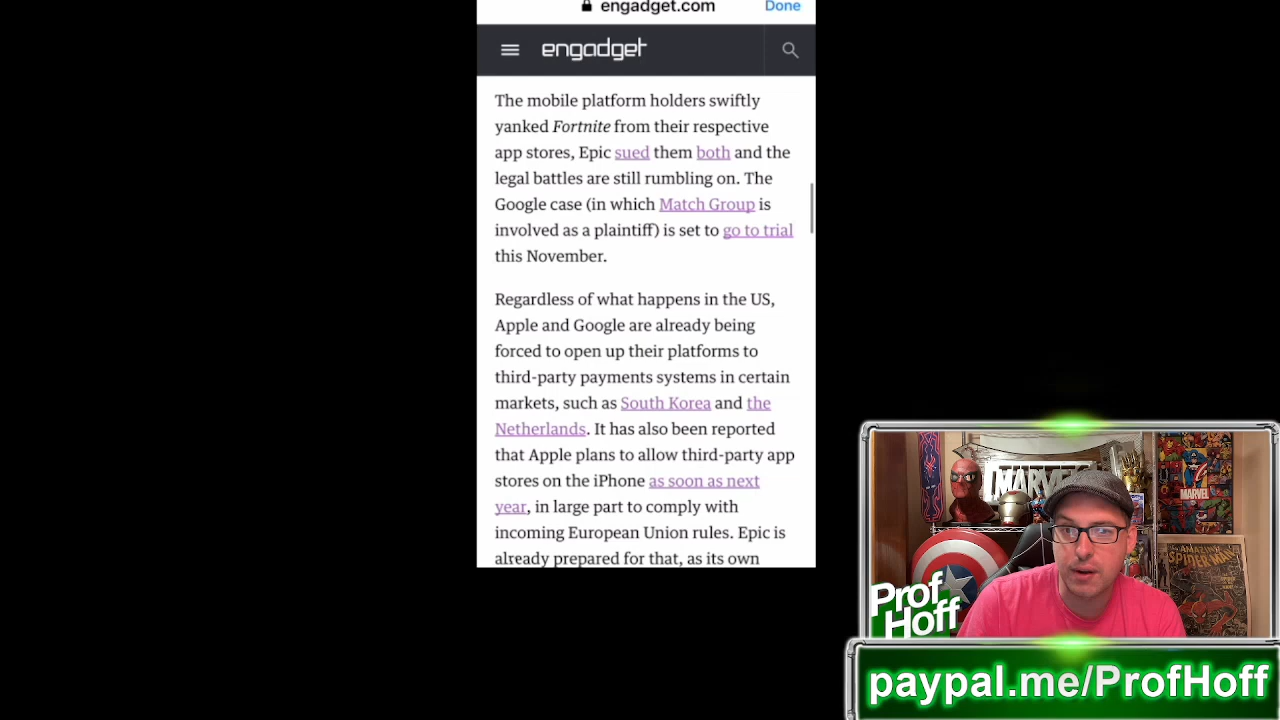 engadget.com
Done
engadget
The mobile platform holders swiftly
yanked Fortnite from their respective
app stores, Epic sued them both and the
legal battles are still rumbling on. The
Google case (in which Match Group is
involved as a plaintiff) is set to go to trial
this November.
Regardless of what happens in the US,
Apple and Google are already being
forced to open up their platforms to
third-party payments systems in certain
markets, such as South Korea and the
Netherlands. It has also been reported
that Apple plans to allow third-party app
stores on the iPhone as soon as next
year, in large part to comply with
incoming European Union rules. Epic is
already prepared for that, as its own
MARVEL
MARVEL
AMAZING
SPIDER-MAN
Prof
Hoff
paypal.me/ProfHoff